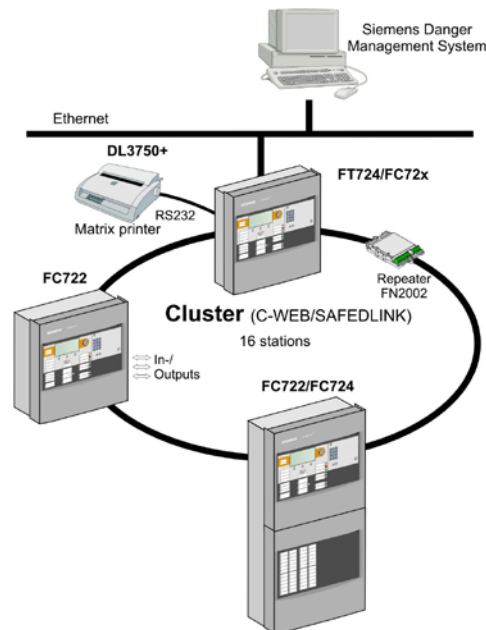 Siemens Danger
Management System
Ethernet
DL3750+
FT724/FC72x
RS232
Matrix printer
Repeater
FN2002
FC722
Cluster (C-WEB/SAFEDLINK)
16 stations
In-/
Outputs
FC722/FC724